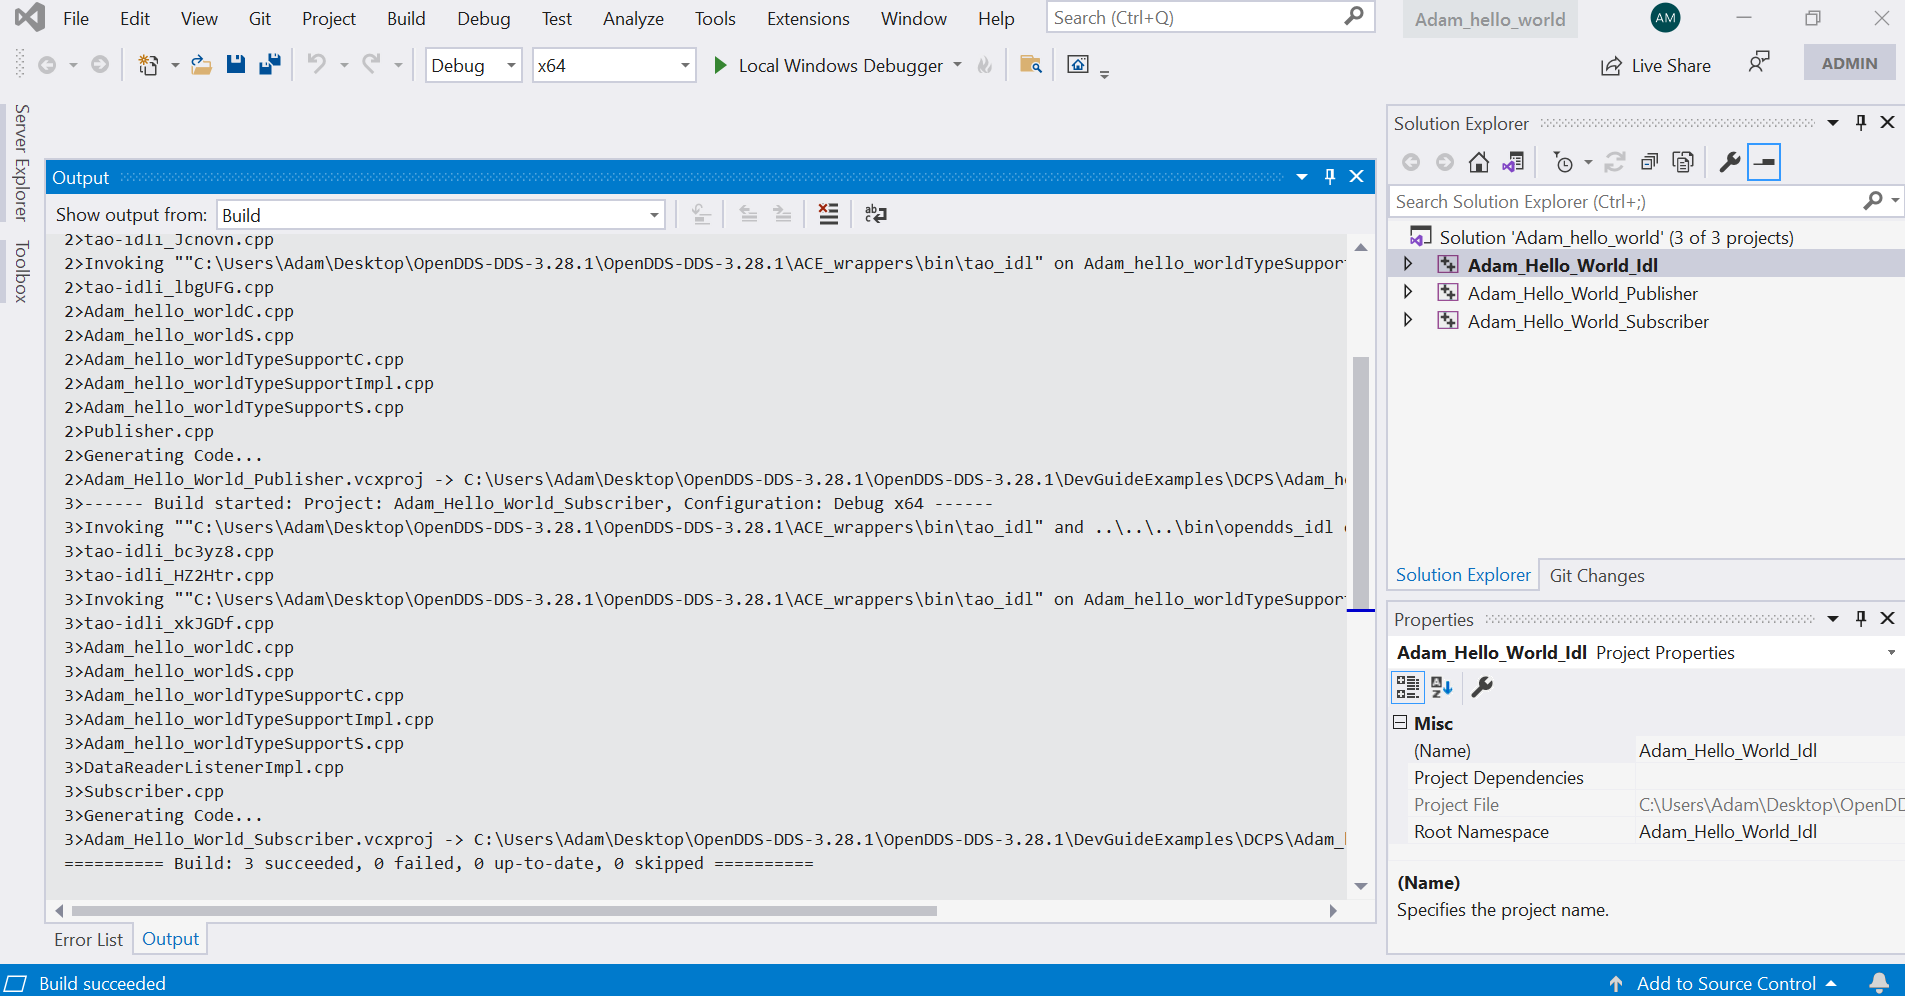 File Edit View Git Project Build Debug Test Analyze Tools Extensions Window Help Search (Ctrl+Q) Adam_hello_world AM
Debug x64 Local Windows Debugger Live Share ADMIN
Server Explorer
Toolbox
Output
Show output from: Build
2>tao-idli_Jcnovn.cpp
2>Invoking ""C:\Users\Adam\Desktop\OpenDDS-DDS-3.28.1\OpenDDS-DDS-3.28.1\ACE_wrappers\bin\tao_idl" on Adam_hello_worldTypeSuppor
2>tao-idli_lbgUFG.cpp
2>Adam_hello_worldC.cpp
2>Adam_hello_worldS.cpp
2>Adam_hello_worldTypeSupportC.cpp
2>Adam_hello_worldTypeSupportImpl.cpp
2>Adam_hello_worldTypeSupportS.cpp
2>Publisher.cpp
2>Generating Code...
2>Adam_Hello_World_Publisher.vcxproj -> C:\Users\Adam\Desktop\OpenDDS-DDS-3.28.1\OpenDDS-DDS-3.28.1\DevGuideExamples\DCPS\Adam_h
3>------ Build started: Project: Adam_Hello_World_Subscriber, Configuration: Debug x64 ------
3>Invoking ""C:\Users\Adam\Desktop\OpenDDS-DDS-3.28.1\OpenDDS-DDS-3.28.1\ACE_wrappers\bin\tao_idl" and ..\..\..\bin\opendds_idl
3>tao-idli_bc3yz8.cpp
3>tao-idli_HZ2Htr.cpp
3>Invoking ""C:\Users\Adam\Desktop\OpenDDS-DDS-3.28.1\OpenDDS-DDS-3.28.1\ACE_wrappers\bin\tao_idl" on Adam_hello_worldTypeSuppor
3>tao-idli_xkJGDf.cpp
3>Adam_hello_worldC.cpp
3>Adam_hello_worldS.cpp
3>Adam_hello_worldTypeSupportC.cpp
3>Adam_hello_worldTypeSupportImpl.cpp
3>Adam_hello_worldTypeSupportS.cpp
3>DataReaderListenerImpl.cpp
3>Subscriber.cpp
3>Generating Code...
3>Adam_Hello_World_Subscriber.vcxproj -> C:\Users\Adam\Desktop\OpenDDS-DDS-3.28.1\OpenDDS-DDS-3.28.1\DevGuideExamples\DCPS\Adam_
========== Build: 3 succeeded, 0 failed, 0 up-to-date, 0 skipped ==========
Error List Output
Solution Explorer
Search Solution Explorer (Ctrl+;)
Solution 'Adam_hello_world' (3 of 3 projects)
Adam_Hello_World_Idl
Adam_Hello_World_Publisher
Adam_Hello_World_Subscriber
Solution Explorer Git Changes
Properties
Adam_Hello_World_Idl Project Properties
Misc
(Name) Adam_Hello_World_Idl
Project Dependencies
Project File C:\Users\Adam\Desktop\OpenDD
Root Namespace Adam_Hello_World_Idl
(Name)
Specifies the project name.
Build succeeded Add to Source Control